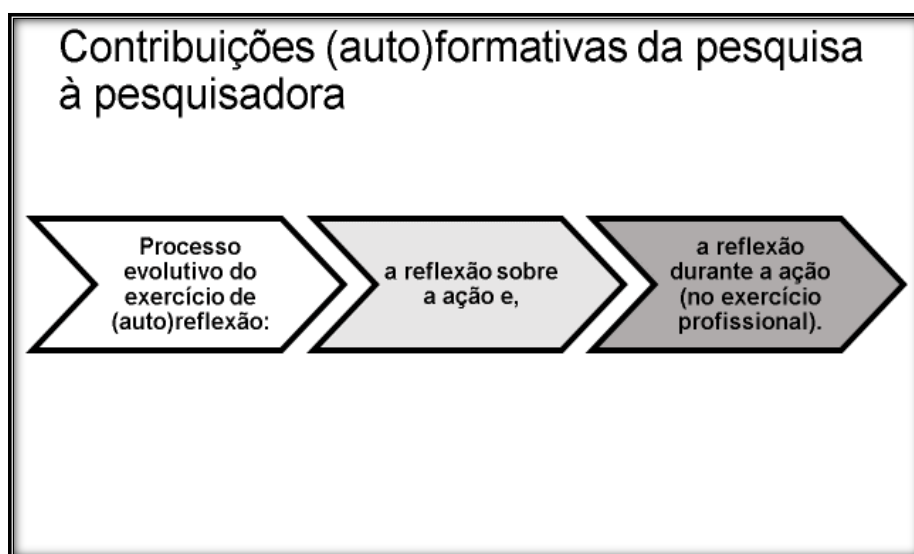 Contribuições (auto)formativas da pesquisa
à pesquisadora
Processo
evolutivo do
exercício de
(auto)reflexão:
a reflexão sobre
a ação e,
a reflexão
durante a ação
(no exercício
profissional).